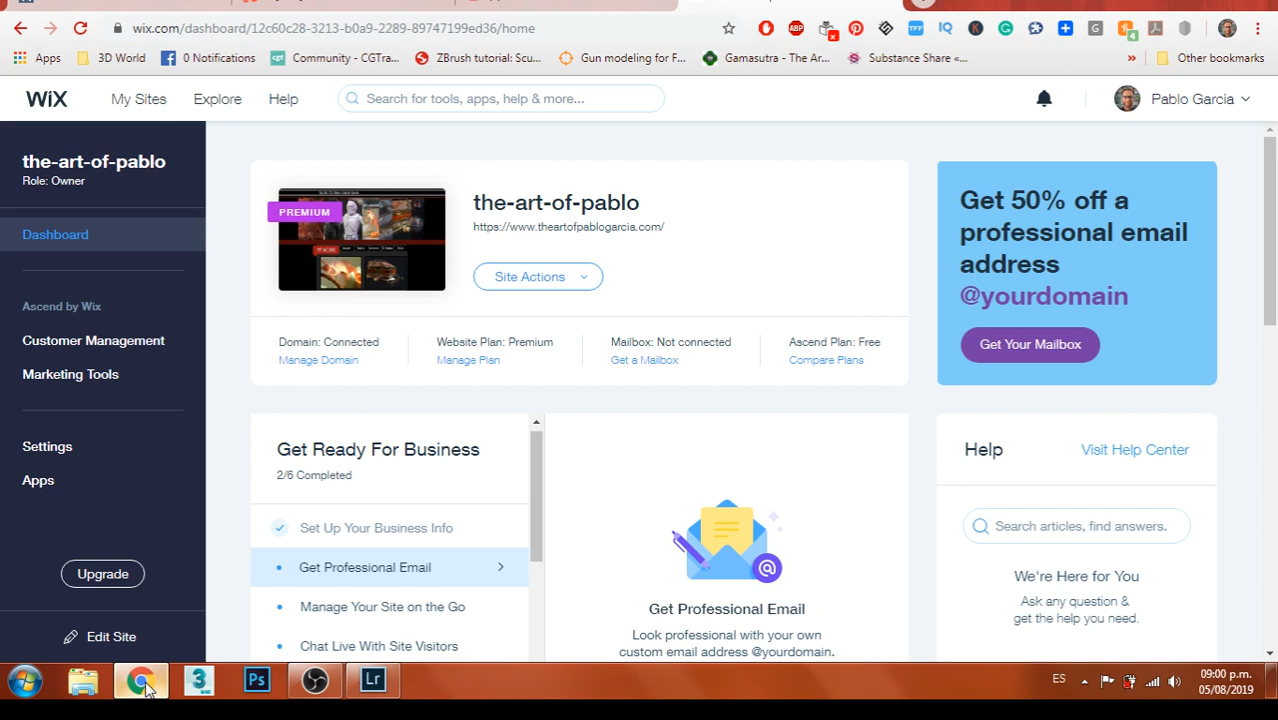 wix.com/dashboard/12c60c28-3213-b0a9-2289-89747199ed36/home
TFF IQ K G 4
Apps 3D World 0 Notifications Community - CGTra... ZBrush tutorial: Scu... Gun modeling for F... Gamasutra - The Ar... Substance Share «... » Other bookmarks
WIX My Sites Explore Help Search for tools, apps, help & more... Pablo Garcia
the-art-of-pablo
Role: Owner
Dashboard
Ascend by Wix
Customer Management
Marketing Tools
Settings
Apps
Upgrade
Edit Site
PREMIUM
the-art-of-pablo
https://www.theartofpablogarcia.com/
Site Actions
Domain: Connected
Manage Domain
Website Plan: Premium
Manage Plan
Mailbox: Not connected
Get a Mailbox
Ascend Plan: Free
Compare Plans
Get 50% off a
professional email
address
@yourdomain
Get Your Mailbox
Get Ready For Business
2/6 Completed
Set Up Your Business Info
Get Professional Email
Manage Your Site on the Go
Chat Live With Site Visitors
Get Professional Email
Look professional with your own
custom email address @yourdomain.
Help Visit Help Center
Search articles, find answers.
We're Here for You
Ask any question &
get the help you need.
3 Ps Lr
ES 09:00 p.m.
05/08/2019